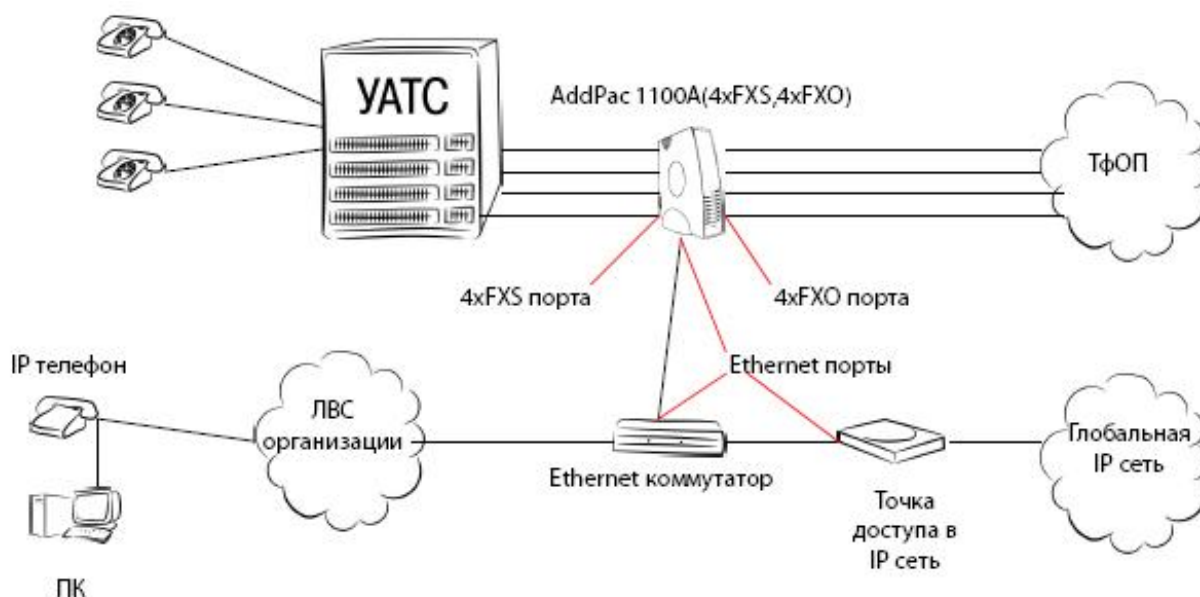 УАТС
AddPac 1100A(4xFXS,4xFXO)
ТфОП
4xFXS порта
4xFXO порта
IP телефон
Ethernet порты
ЛВС
организации
Глобальная
IP сеть
Ethernet коммутатор
Точка
доступа в
IP сеть
ПК